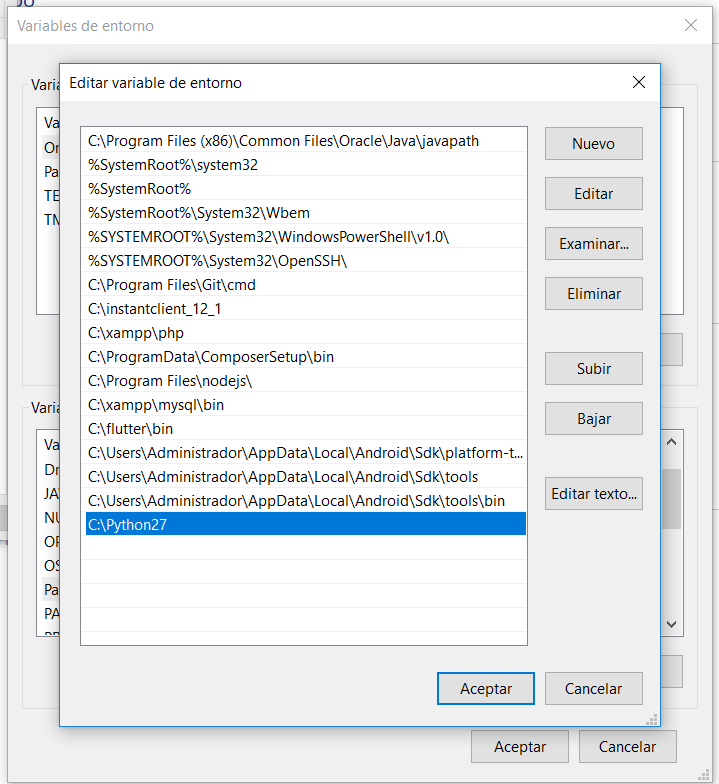 Variables de entorno
Editar variable de entorno
Varia
Va
Or
Pa
TE
TM
C:\Program Files (x86)\Common Files\Oracle\Java\javapath
%SystemRoot%\system32
%SystemRoot%
%SystemRoot%\System32\Wbem
%SYSTEMROOT%\System32\WindowsPowerShell\v1.0\
%SYSTEMROOT%\System32\OpenSSH\
C:\Program Files\Git\cmd
C:\instantclient_12_1
C:\xampp\php
C:\ProgramData\ComposerSetup\bin
C:\Program Files\nodejs\
C:\xampp\mysql\bin
C:\flutter\bin
C:\Users\Administrador\AppData\Local\Android\Sdk\platform-t...
C:\Users\Administrador\AppData\Local\Android\Sdk\tools
C:\Users\Administrador\AppData\Local\Android\Sdk\tools\bin
C:\Python27
Nuevo
Editar
Examinar...
Eliminar
Subir
Bajar
Editar texto...
Varia
Va
Dr
JA
NU
OP
OS
Pa
PA
Aceptar
Cancelar
Aceptar
Cancelar